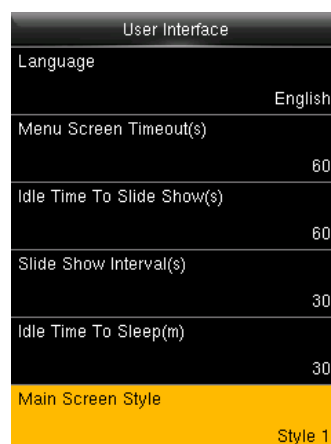 User Interface
Language
English
Menu Screen Timeout(s)
60
Idle Time To Slide Show(s)
60
Slide Show Interval(s)
30
Idle Time To Sleep(m)
30
Main Screen Style
Style 1